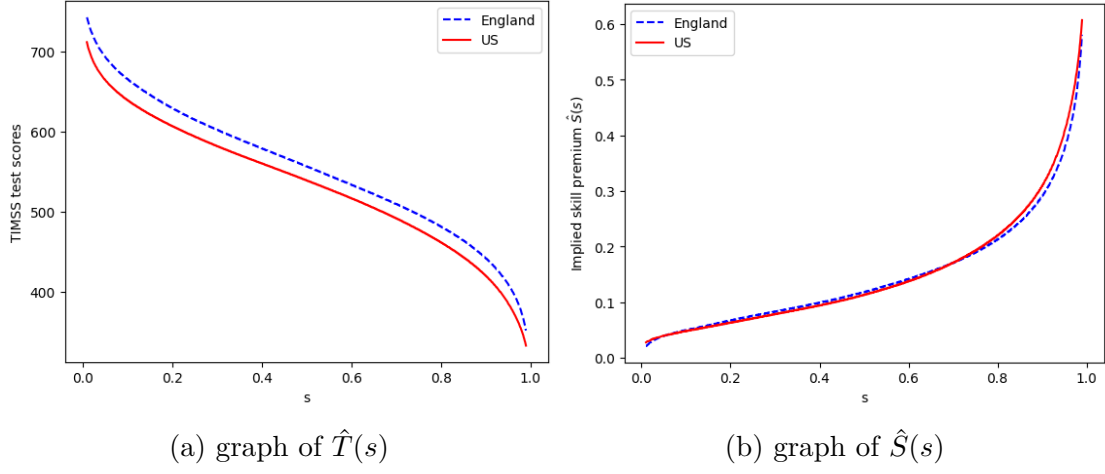 England
US
TIMSS test scores
700
600
500
400
0.0 0.2 0.4 0.6 0.8 1.0
s
(a) graph of T̂(s)
England
US
Implied skill premium Ŝ(s)
0.6
0.5
0.4
0.3
0.2
0.1
0.0
0.0 0.2 0.4 0.6 0.8 1.0
s
(b) graph of Ŝ(s)